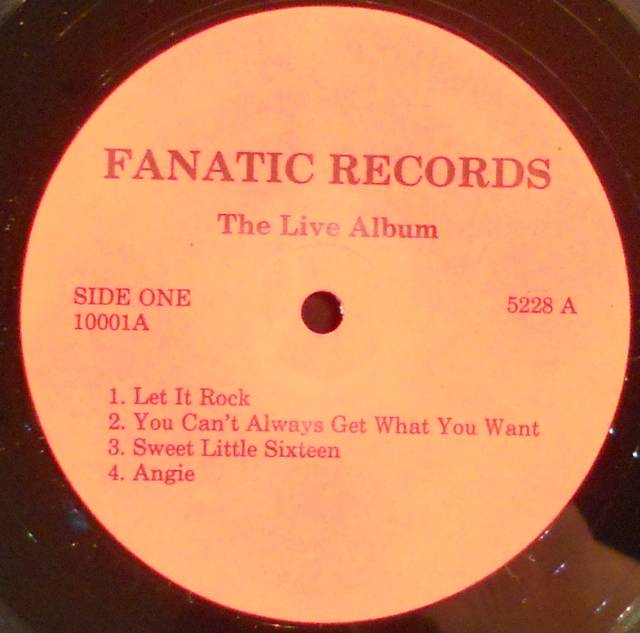 FANATIC RECORDS
The Live Album
SIDE ONE
10001A
5228 A
1. Let It Rock
2. You Can't Always Get What You Want
3. Sweet Little Sixteen
4. Angie